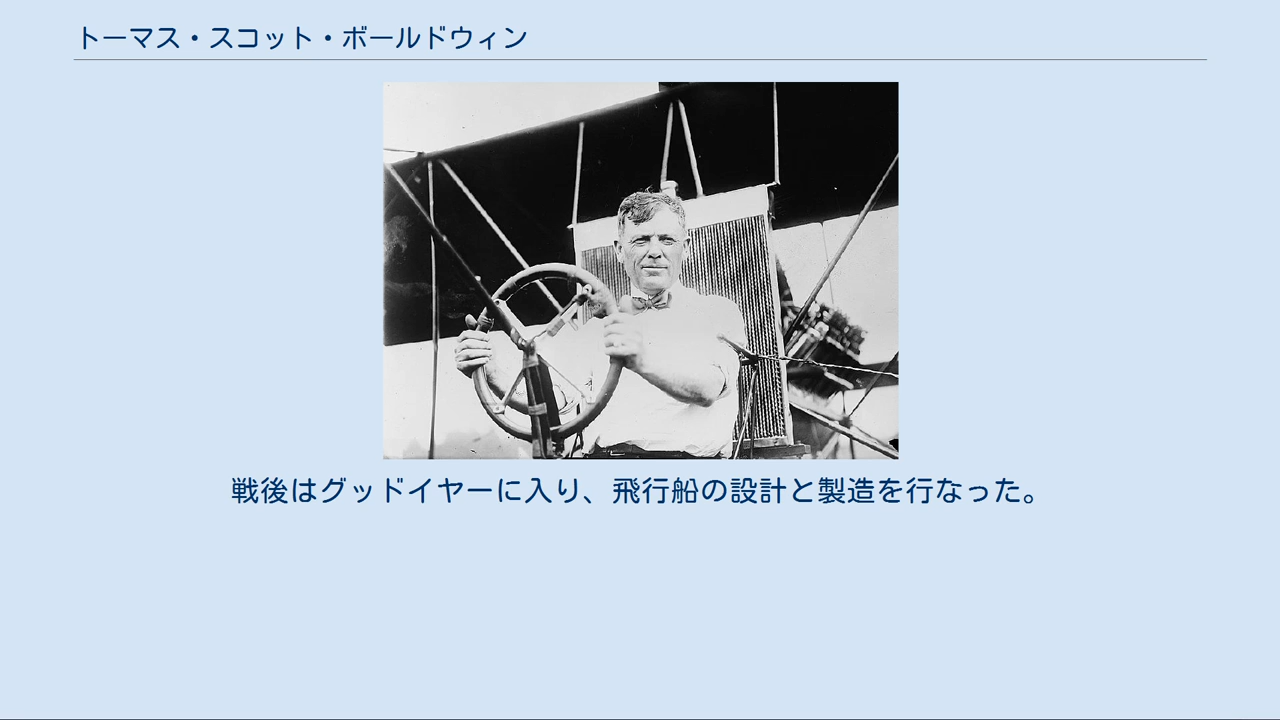 トーマス・スコット・ボールドウィン
戦後はグッドイヤーに入り、飛行船の設計と製造を行なった。